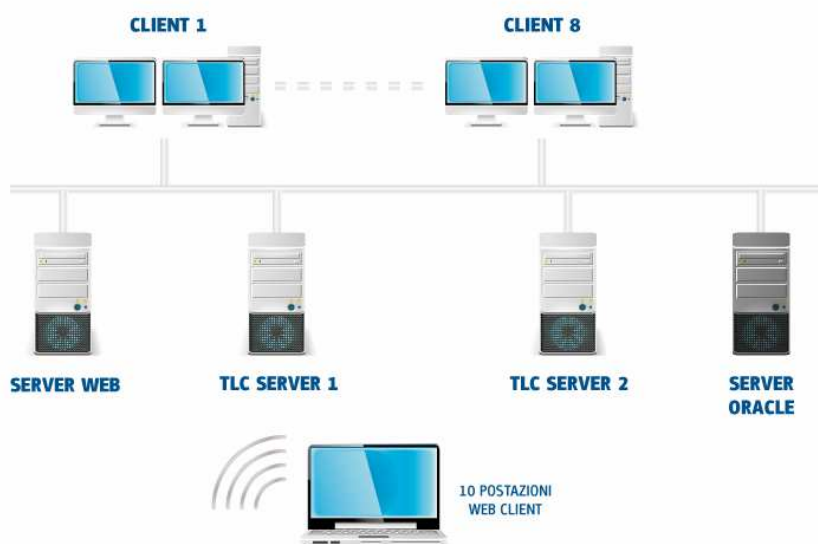 CLIENT 1
CLIENT 8
SERVER WEB
TLC SERVER 1
TLC SERVER 2
SERVER
ORACLE
10 POSTAZIONI
WEB CLIENT